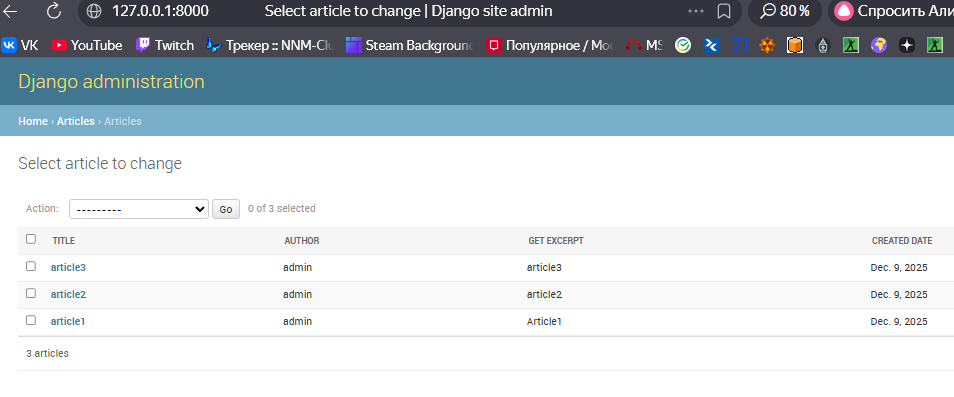 127.0.0.1:8000 Select article to change | Django site admin ··· 80 % Спросить Али
VK YouTube Twitch Трекер :: NNM-Clu Steam Background Популярное / Мо MS
Django administration
Home › Articles › Articles
Select article to change
Action: --------- Go 0 of 3 selected
TITLE AUTHOR GET EXCERPT CREATED DATE
article3 admin article3 Dec. 9, 2025
article2 admin article2 Dec. 9, 2025
article1 admin Article1 Dec. 9, 2025
3 articles